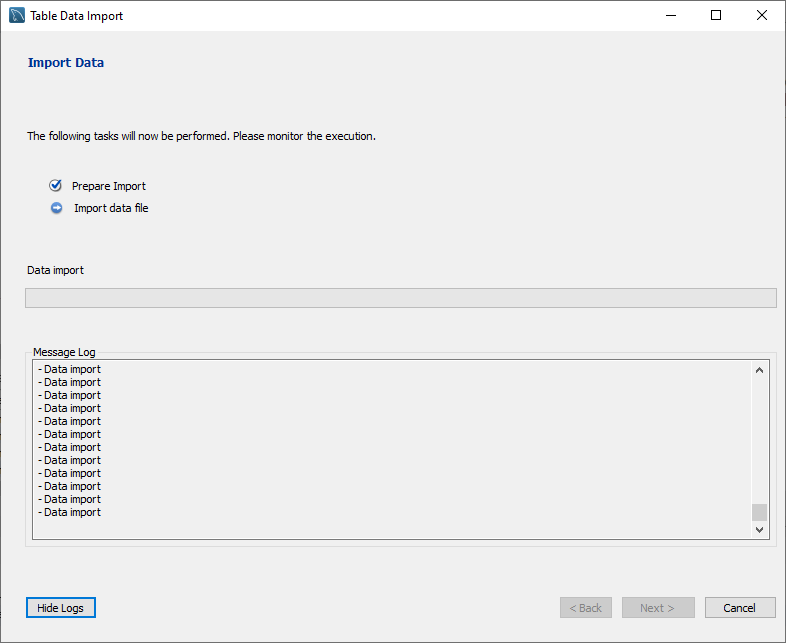 Table Data Import
Import Data
The following tasks will now be performed. Please monitor the execution.
Prepare Import
Import data file
Data import
Message Log
- Data import
- Data import
- Data import
- Data import
- Data import
- Data import
- Data import
- Data import
- Data import
- Data import
- Data import
- Data import
Hide Logs
< Back
Next >
Cancel